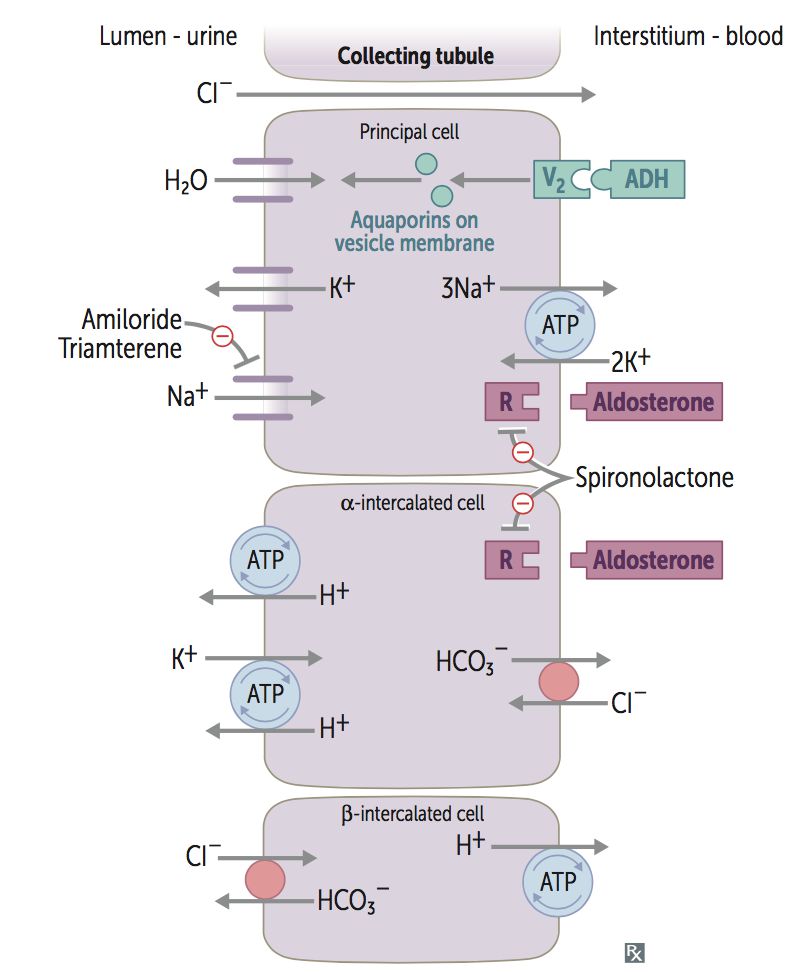 Lumen - urine
Collecting tubule
Interstitium - blood
Cl⁻
Principal cell
H₂O
V₂
ADH
Aquaporins on
vesicle membrane
K+
3Na+
Amiloride
Triamterene
ATP
2K+
Na+
R
Aldosterone
Spironolactone
α-intercalated cell
ATP
R
Aldosterone
H+
K+
HCO₃⁻
ATP
Cl⁻
H+
β-intercalated cell
Cl⁻
H+
ATP
HCO₃⁻
Rx